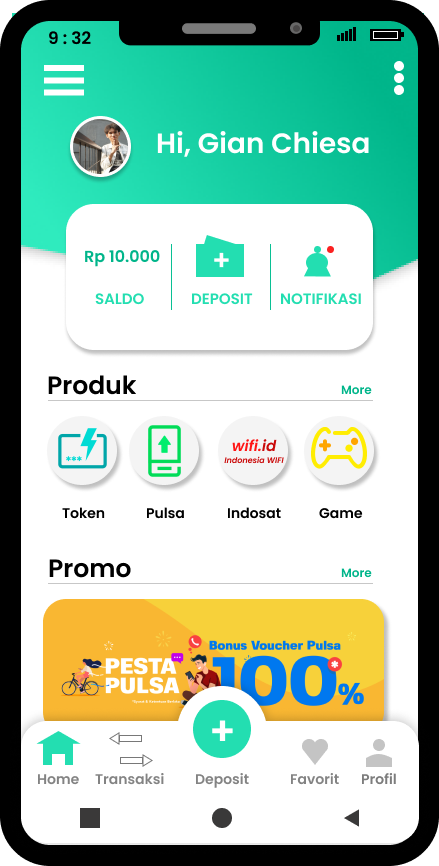 9 : 32
Hi, Gian Chiesa
Rp 10.000
SALDO
DEPOSIT
NOTIFIKASI
Produk
More
***
wifi.id
Indonesia WIFI
Token
Pulsa
Indosat
Game
Promo
More
PESTA
PULSA
Bonus Voucher Pulsa
100%
Home
Transaksi
Deposit
Favorit
Profil